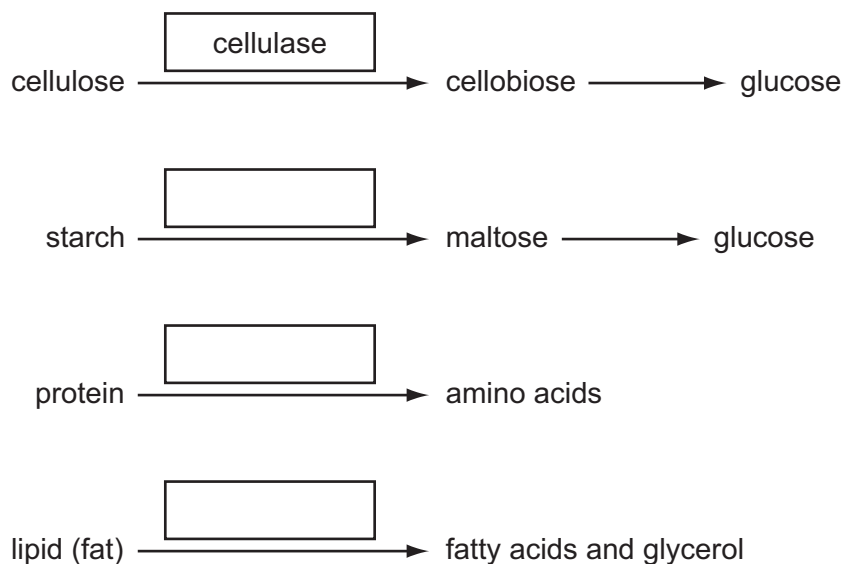 cellulase
cellulose cellobiose glucose
starch maltose glucose
protein amino acids
lipid (fat) fatty acids and glycerol